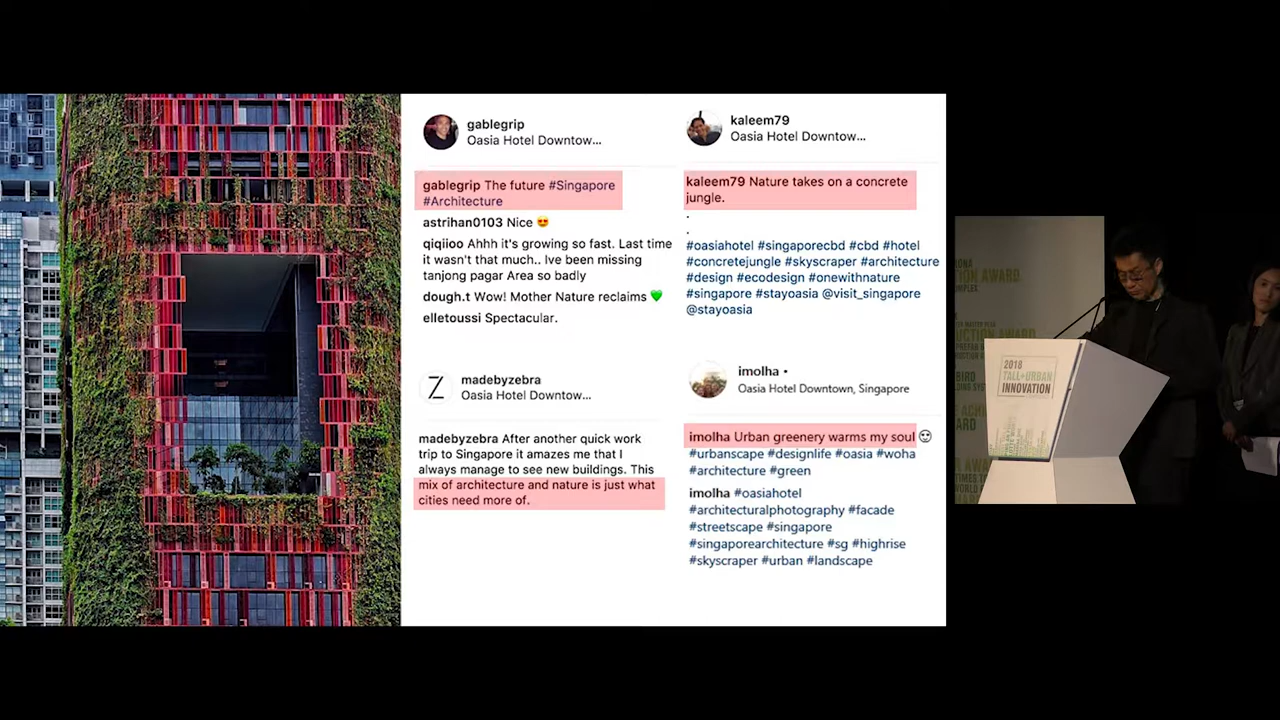 gablegrip
Oasia Hotel Downtow...
gablegrip The future #Singapore
#Architecture
astrihan0103 Nice 😍
qiqiioo Ahhh it's growing so fast. Last time
it wasn't that much.. Ive been missing
tanjong pagar Area so badly
dough.t Wow! Mother Nature reclaims 💚
elletoussi Spectacular.
kaleem79
Oasia Hotel Downtow...
kaleem79 Nature takes on a concrete
jungle.
.
.
#oasiahotel #singaporecbd #cbd #hotel
#concretejungle #skyscraper #architecture
#design #ecodesign #onewithnature
#singapore #stayoasia @visit_singapore
@stayoasia
Z
madebyzebra
Oasia Hotel Downtow...
madebyzebra After another quick work
trip to Singapore it amazes me that I
always manage to see new buildings. This
mix of architecture and nature is just what
cities need more of.
imolha •
Oasia Hotel Downtown, Singapore
imolha Urban greenery warms my soul 😍
#urbanscape #designlife #oasia #woha
#architecture #green
imolha #oasiahotel
#architecturalphotography #facade
#streetscape #singapore
#singaporearchitecture #sg #highrise
#skyscraper #urban #landscape
2018
TALL+URBAN
INNOVATION